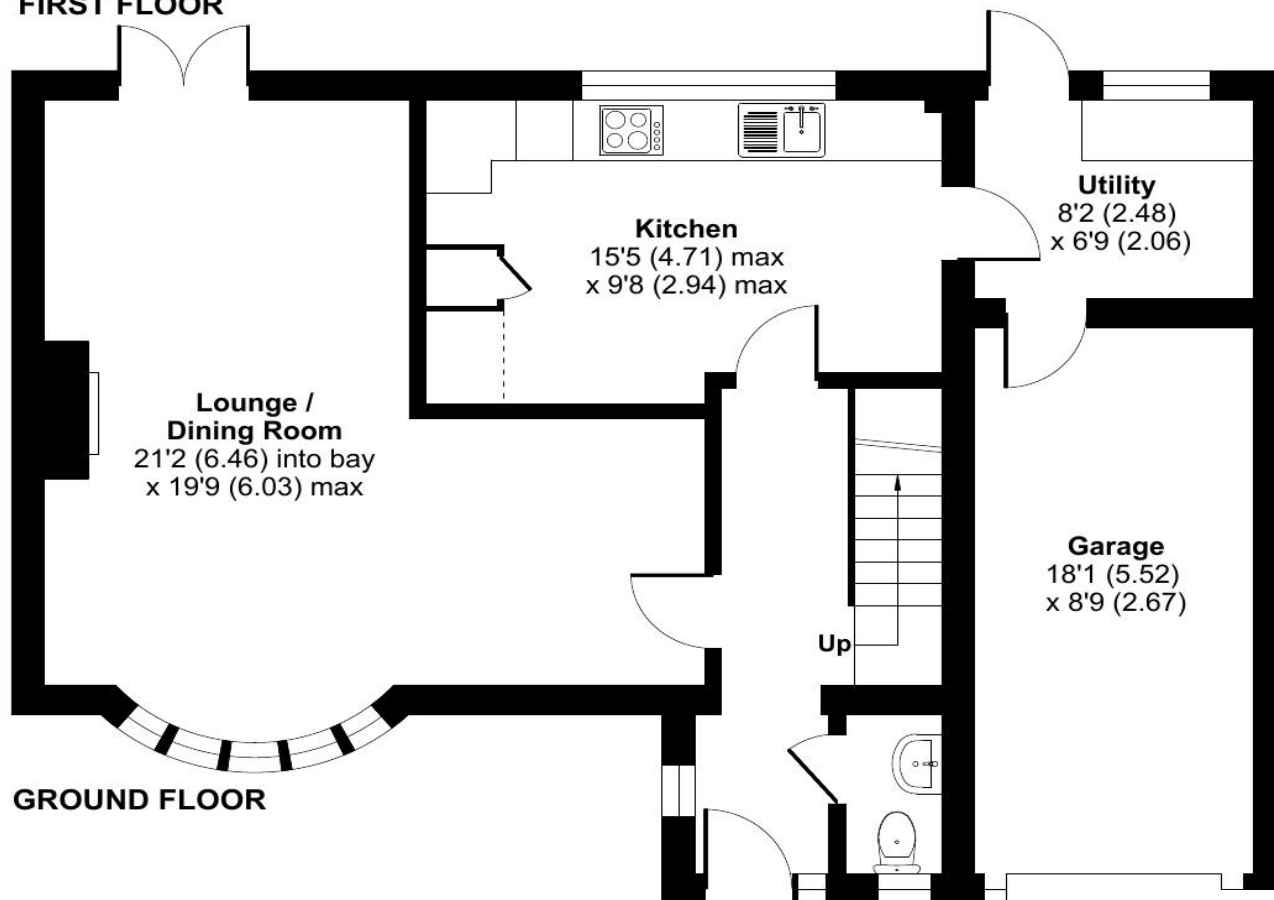 FIRST FLOOR
Kitchen
15'5 (4.71) max
x 9'8 (2.94) max
Utility
8'2 (2.48)
x 6'9 (2.06)
Lounge /
Dining Room
21'2 (6.46) into bay
x 19'9 (6.03) max
Garage
18'1 (5.52)
x 8'9 (2.67)
Up
GROUND FLOOR